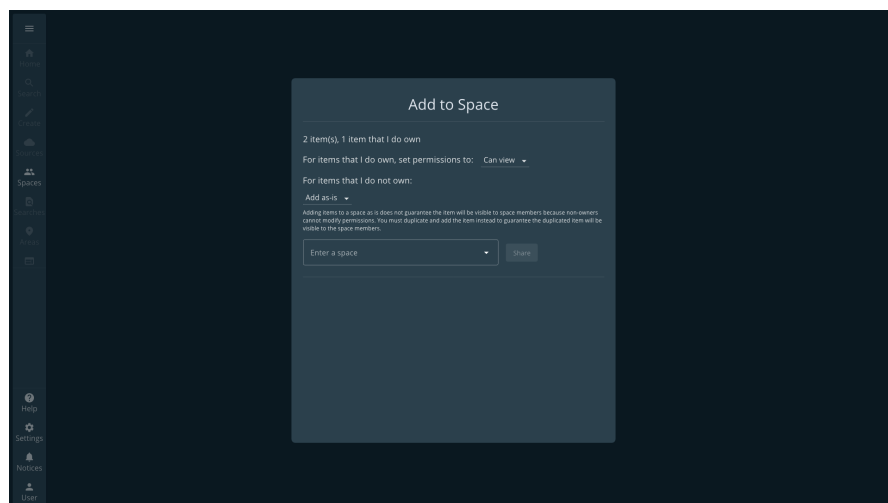 Home
Search
Create
Sources
Spaces
Searches
Areas
Help
Settings
Notices
User
Add to Space
2 item(s), 1 item that I do own
For items that I do own, set permissions to: Can view
For items that I do not own:
Add as-is
Adding items to a space as is does not guarantee the item will be visible to space members because non-owners
cannot modify permissions. You must duplicate and add the item instead to guarantee the duplicated item will be
visible to the space members.
Enter a space
Share